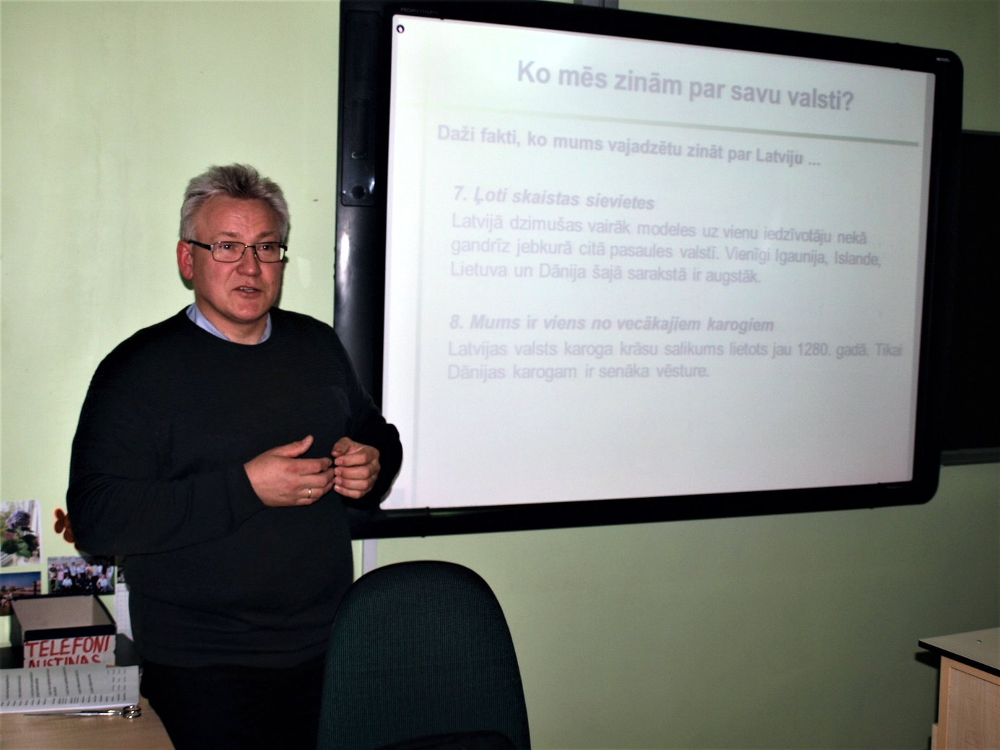 Ko mēs zinām par savu valsti?
Daži fakti, ko mums vajadzētu zināt par Latviju ...
7. Ļoti skaistas sievietes
Latvijā dzimušas vairāk modeles uz vienu iedzīvotāju nekā
gandrīz jebkurā citā pasaules valstī. Vienīgi Igaunija, Islande,
Lietuva un Dānija šajā sarakstā ir augstāk.
8. Mums ir viens no vecākajiem karogiem
Latvijas valsts karoga krāsu salikums lietots jau 1280. gadā. Tikai
Dānijas karogam ir senāka vēsture.
TELEFONI
AUSTIŅAS